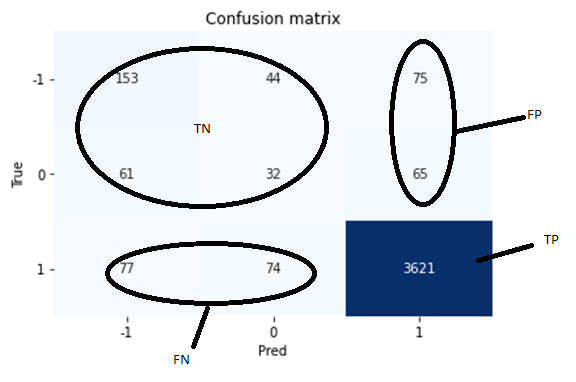 Confusion matrix
-1 153 44 75
TN
FP
True
0 61 32 65
TP
1 77 74 3621
-1 0 1
Pred
FN